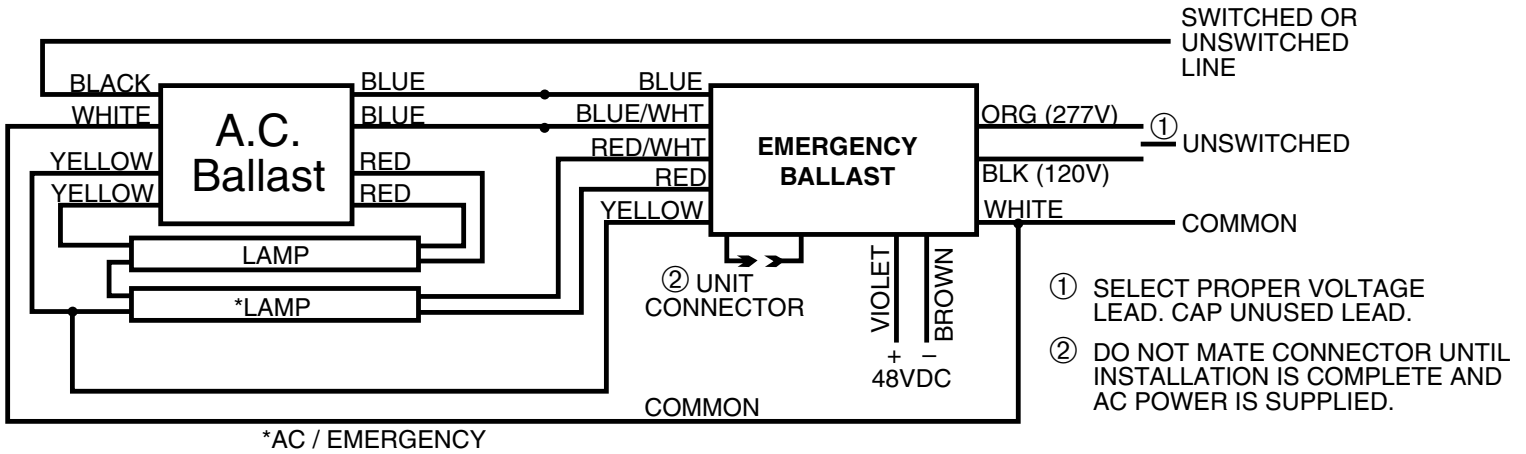 SWITCHED OR
UNSWITCHED
LINE
BLACK
WHITE
YELLOW
YELLOW
A.C.
Ballast
BLUE
BLUE
RED
RED
BLUE
BLUE/WHT
RED/WHT
RED
YELLOW
EMERGENCY
BALLAST
ORG (277V)
① UNSWITCHED
BLK (120V)
WHITE
COMMON
LAMP
*LAMP
② UNIT
CONNECTOR
VIOLET
BROWN
+ –
48VDC
① SELECT PROPER VOLTAGE
LEAD. CAP UNUSED LEAD.
② DO NOT MATE CONNECTOR UNTIL
INSTALLATION IS COMPLETE AND
AC POWER IS SUPPLIED.
COMMON
*AC / EMERGENCY